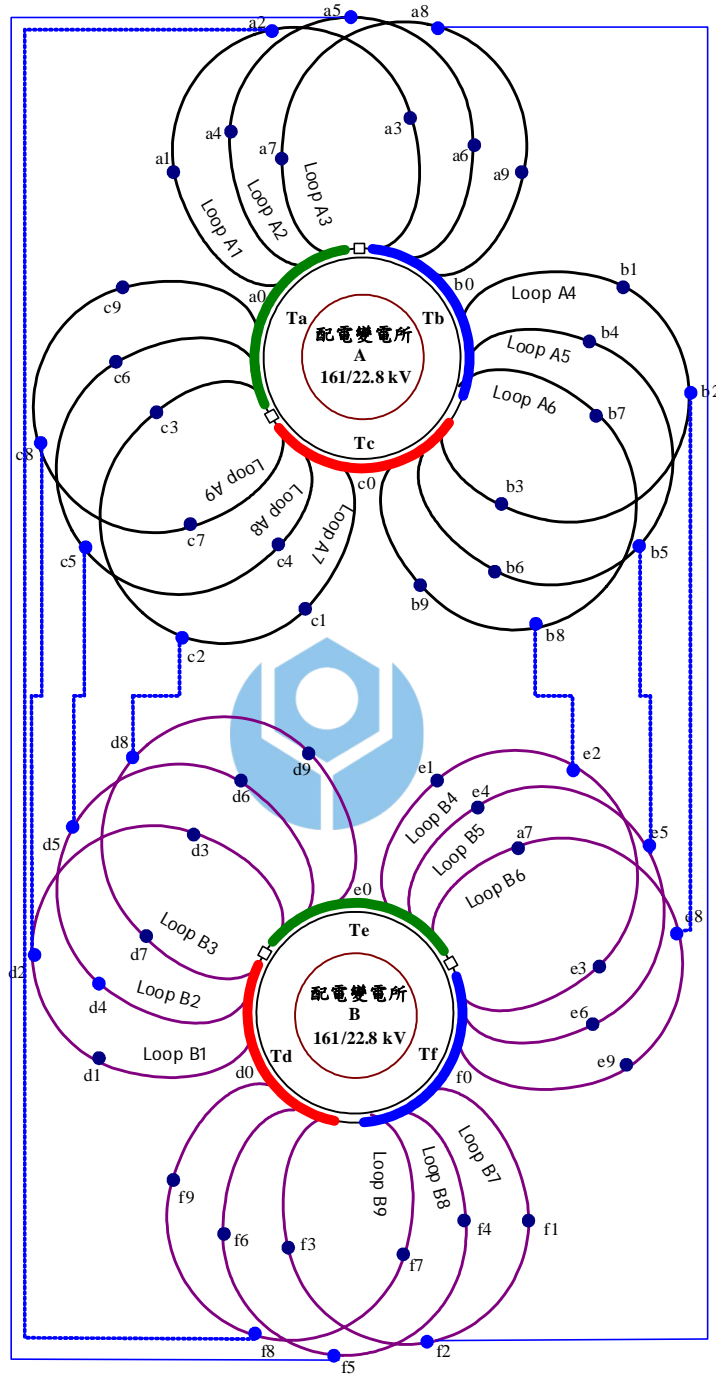 a5
a2
a8
a4
a3
a7
a6
a1
a9
Loop A1
Loop A2
Loop A3
a0
b0
c9
b1
Loop A4
Ta
Tb
配電變電所
A
161/22.8 kV
b4
Loop A5
c6
b2
Loop A6
b7
c3
Tc
c8
c0
Loop A9
Loop A8
Loop A7
b3
c7
c4
c5
b5
b6
b9
c1
b8
c2
d8
d9
e1
e2
d6
e4
Loop B4
d5
d3
Loop B5
a7
e5
Loop B6
e0
Loop B3
e8
Te
d7
d2
e3
配電變電所
B
161/22.8 kV
d4
Loop B2
e6
Loop B1
Td
Tf
d1
d0
f0
e9
Loop B7
Loop B8
Loop B9
f9
f6
f3
f4
f1
f7
f8
f5
f2